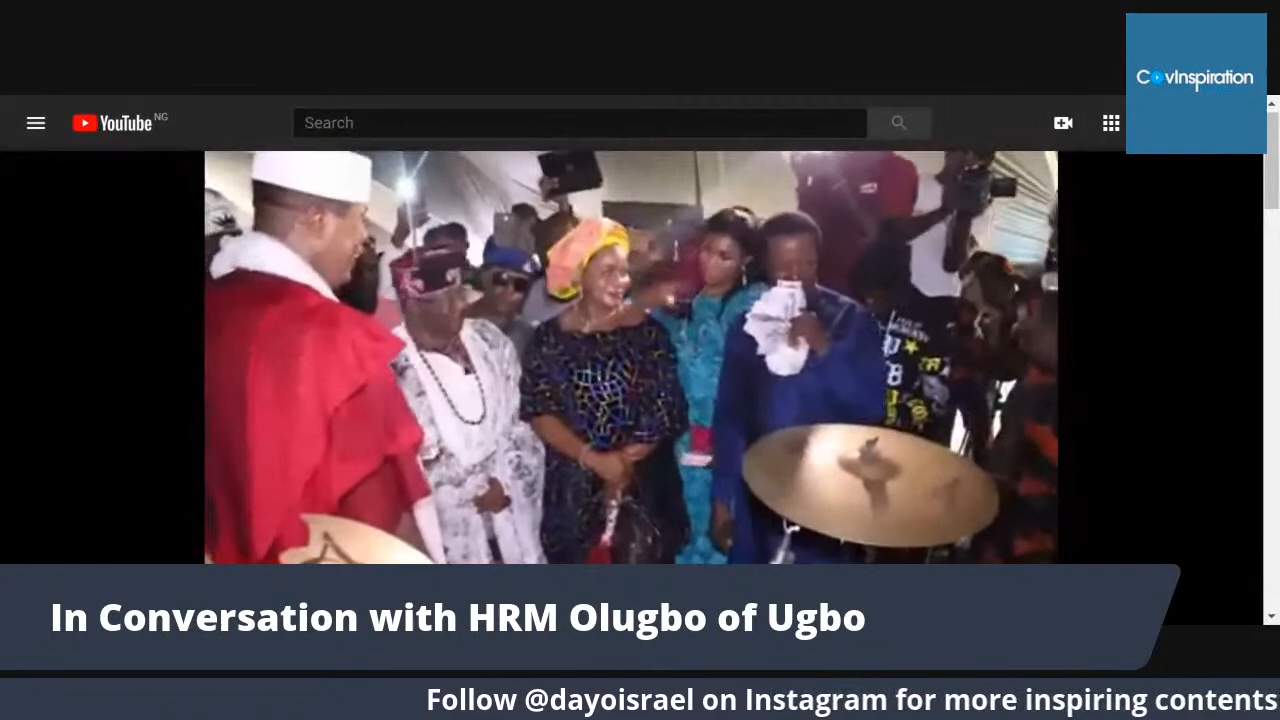 CovInspiration
YouTube NG
Search
In Conversation with HRM Olugbo of Ugbo
Follow @dayoisrael on Instagram for more inspiring contents